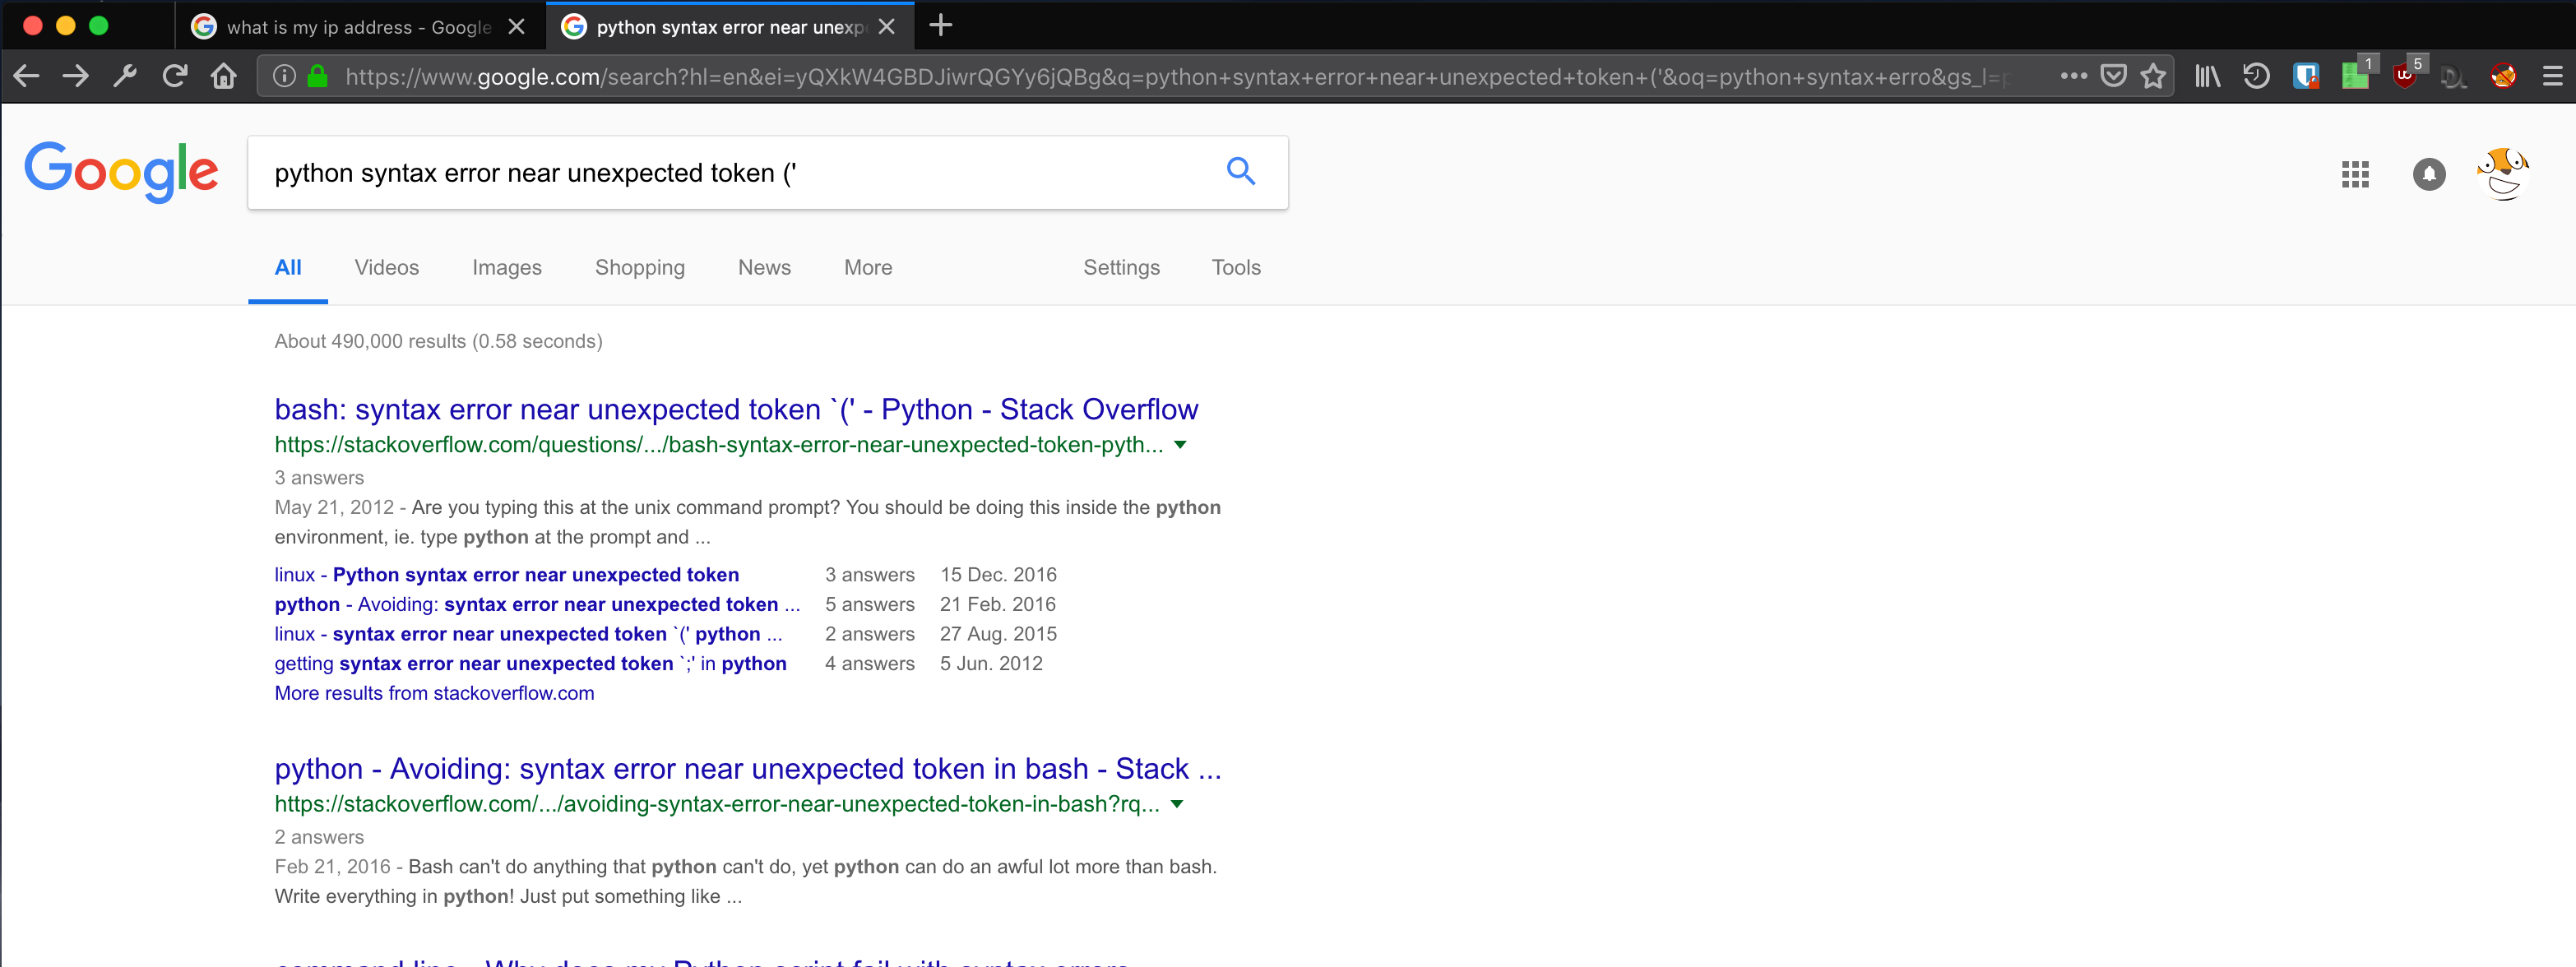 what is my ip address - Google
python syntax error near unexp
https://www.google.com/search?hl=en&ei=yQXkW4GBDJiwrQGYy6jQBg&q=python+syntax+error+near+unexpected+token+('&oq=python+syntax+erro&gs_l=p
1
5
Google
python syntax error near unexpected token ('
All Videos Images Shopping News More Settings Tools
About 490,000 results (0.58 seconds)
bash: syntax error near unexpected token `(' - Python - Stack Overflow
https://stackoverflow.com/questions/.../bash-syntax-error-near-unexpected-token-pyth...
3 answers
May 21, 2012 - Are you typing this at the unix command prompt? You should be doing this inside the python
environment, ie. type python at the prompt and ...
linux - Python syntax error near unexpected token 3 answers 15 Dec. 2016
python - Avoiding: syntax error near unexpected token ... 5 answers 21 Feb. 2016
linux - syntax error near unexpected token `(' python ... 2 answers 27 Aug. 2015
getting syntax error near unexpected token `;' in python 4 answers 5 Jun. 2012
More results from stackoverflow.com
python - Avoiding: syntax error near unexpected token in bash - Stack ...
https://stackoverflow.com/.../avoiding-syntax-error-near-unexpected-token-in-bash?rq...
2 answers
Feb 21, 2016 - Bash can't do anything that python can't do, yet python can do an awful lot more than bash.
Write everything in python! Just put something like ...
command line - Why does my Python script fail with syntax errors